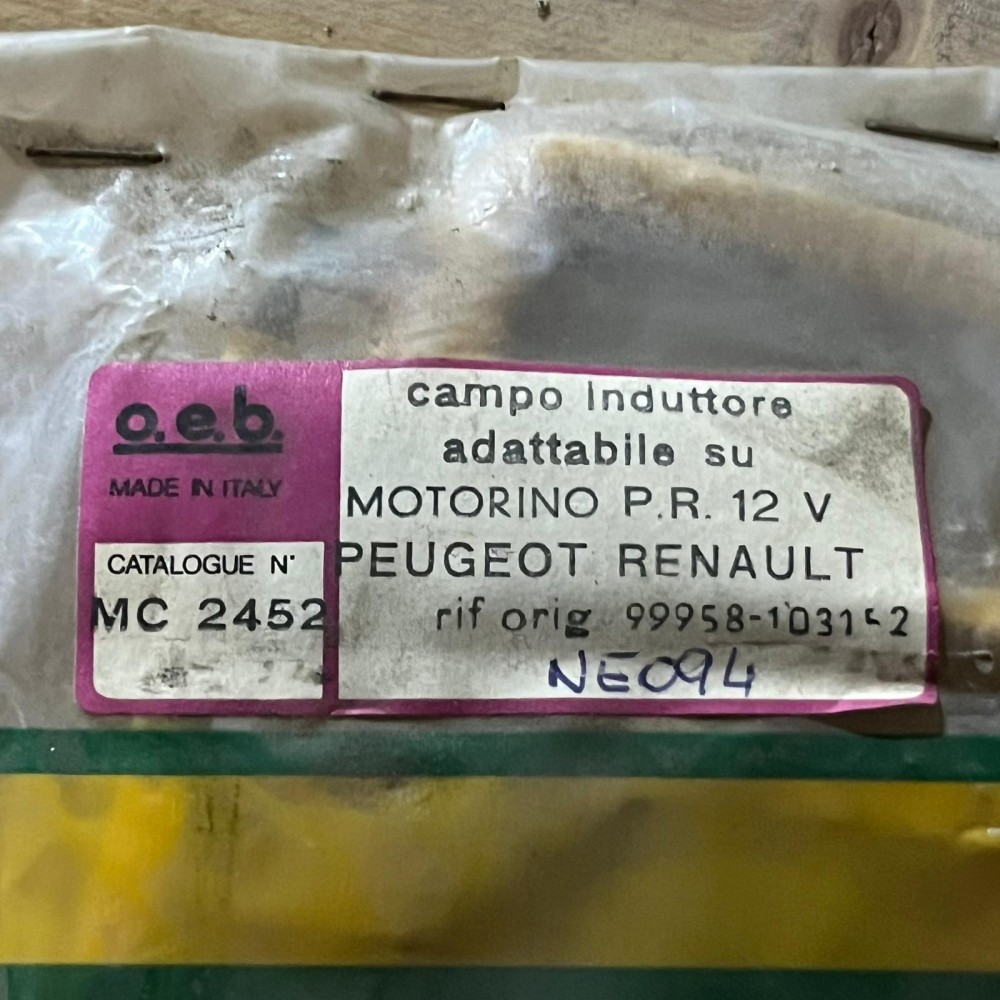 o.e.b.
MADE IN ITALY
CATALOGUE N°
MC 2452
campo Induttore
adattabile su
MOTORINO P.R. 12 V
PEUGEOT RENAULT
rif orig
NE094